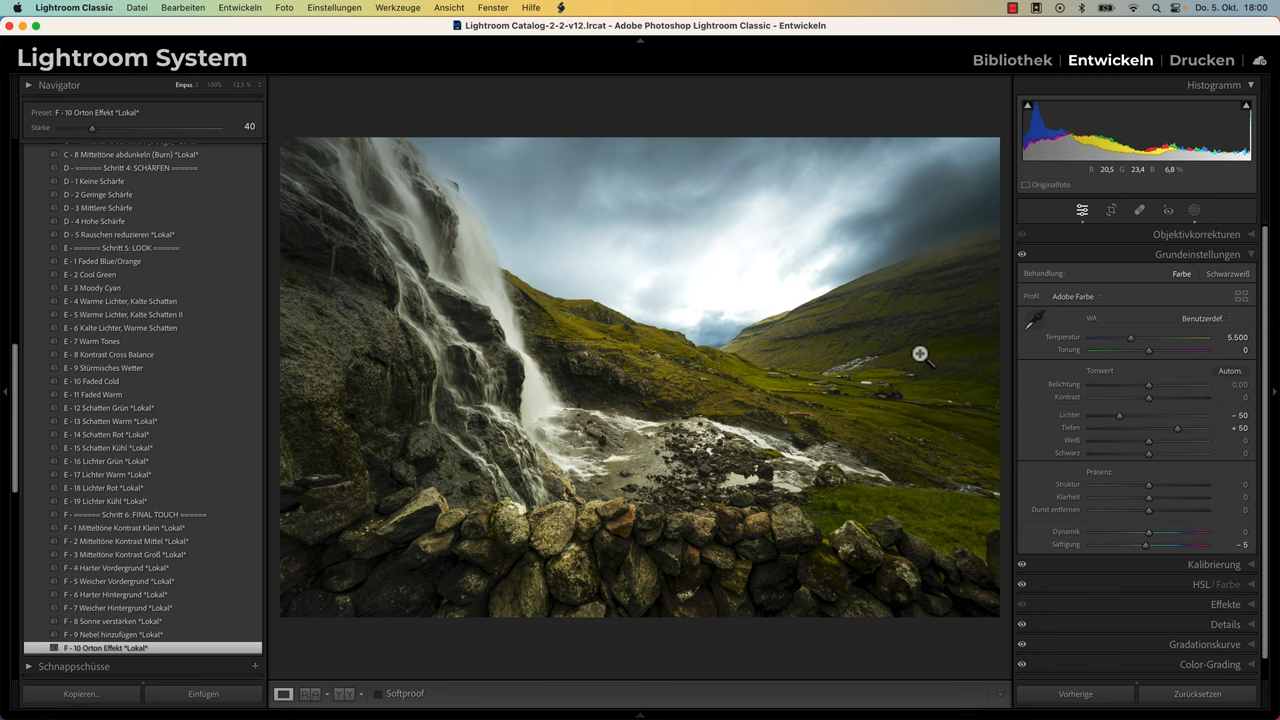 Lightroom Classic Datei Bearbeiten Entwickeln Foto Einstellungen Werkzeuge Ansicht Fenster Hilfe Do. 5. Okt. 18:00
Lightroom Catalog-2-2-v12.lrcat - Adobe Photoshop Lightroom Classic - Entwickeln
Lightroom System
Bibliothek Entwickeln Drucken
Navigator Einpas. 100% 12,5 %
Preset: F - 10 Orton Effekt *Lokal*
Stärke 40
C - 8 Mitteltöne abdunkeln (Burn) *Lokal*
D - ====== Schritt 4: SCHÄRFEN ======
D - 1 Keine Schärfe
D - 2 Geringe Schärfe
D - 3 Mittlere Schärfe
D - 4 Hohe Schärfe
D - 5 Rauschen reduzieren *Lokal*
E - ====== Schritt 5: LOOK ======
E - 1 Faded Blue/Orange
E - 2 Cool Green
E - 3 Moody Cyan
E - 4 Warme Lichter, Kalte Schatten
E - 5 Warme Lichter, Kalte Schatten II
E - 6 Kalte Lichter, Warme Schatten
E - 7 Warm Tones
E - 8 Kontrast Cross Balance
E - 9 Stürmisches Wetter
E - 10 Faded Cold
E - 11 Faded Warm
E - 12 Schatten Grün *Lokal*
E - 13 Schatten Warm *Lokal*
E - 14 Schatten Rot *Lokal*
E - 15 Schatten Kühl *Lokal*
E - 16 Lichter Grün *Lokal*
E - 17 Lichter Warm *Lokal*
E - 18 Lichter Rot *Lokal*
E - 19 Lichter Kühl *Lokal*
F - ====== Schritt 6: FINAL TOUCH ======
F - 1 Mitteltöne Kontrast Klein *Lokal*
F - 2 Mitteltöne Kontrast Mittel *Lokal*
F - 3 Mitteltöne Kontrast Groß *Lokal*
F - 4 Harter Vordergrund *Lokal*
F - 5 Weicher Vordergrund *Lokal*
F - 6 Harter Hintergrund *Lokal*
F - 7 Weicher Hintergrund *Lokal*
F - 8 Sonne verstärken *Lokal*
F - 9 Nebel hinzufügen *Lokal*
F - 10 Orton Effekt *Lokal*
Schnappschüsse +
Kopieren... Einfügen
Softproof
Histogramm
R 20,5 G 23,4 B 6,8 %
Originalfoto
Objektivkorrekturen
Grundeinstellungen
Behandlung: Farbe Schwarzweiß
Profil: Adobe Farbe
WA: Benutzerdef.
Temperatur 5.500
Tonung 0
Tonwert Autom.
Belichtung 0,00
Kontrast 0
Lichter – 50
Tiefen + 50
Weiß 0
Schwarz 0
Präsenz
Struktur 0
Klarheit 0
Dunst entfernen 0
Dynamik 0
Sättigung – 5
Kalibrierung
HSL / Farbe
Effekte
Details
Gradationskurve
Color-Grading
Vorherige Zurücksetzen